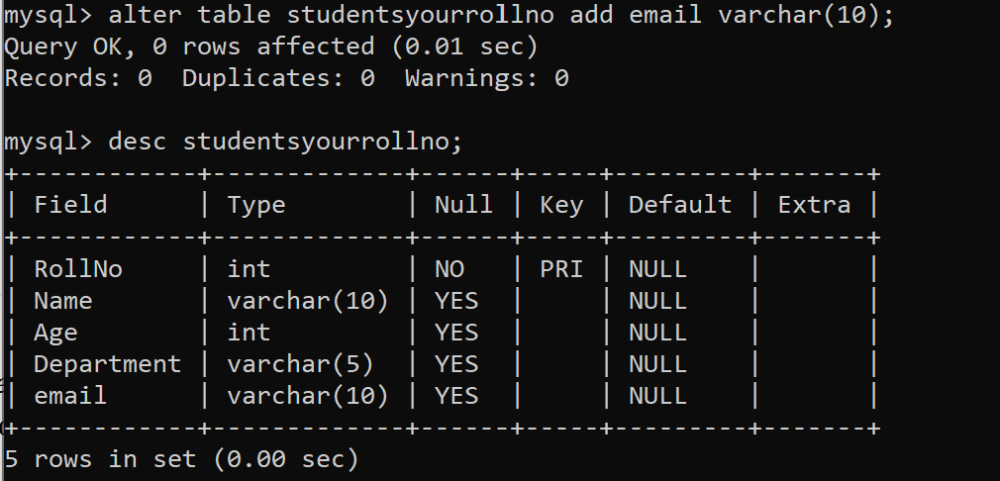 mysql> alter table studentsyourrollno add email varchar(10);
Query OK, 0 rows affected (0.01 sec)
Records: 0  Duplicates: 0  Warnings: 0

mysql> desc studentsyourrollno;
+------------+-------------+------+-----+---------+-------+
| Field      | Type        | Null | Key | Default | Extra |
+------------+-------------+------+-----+---------+-------+
| RollNo     | int         | NO   | PRI | NULL    |       |
| Name       | varchar(10) | YES  |     | NULL    |       |
| Age        | int         | YES  |     | NULL    |       |
| Department | varchar(5)  | YES  |     | NULL    |       |
| email      | varchar(10) | YES  |     | NULL    |       |
+------------+-------------+------+-----+---------+-------+
5 rows in set (0.00 sec)